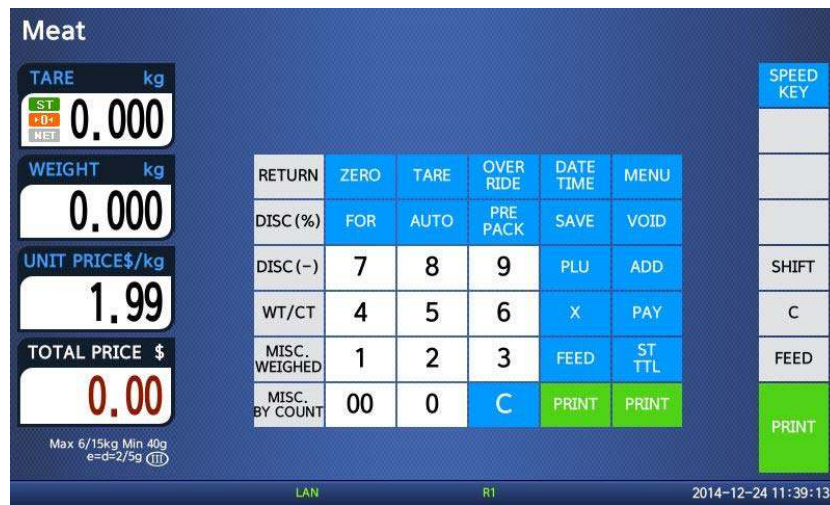 Meat
TARE kg
ST
→0←
NET
0.000
WEIGHT kg
0.000
UNIT PRICE$/kg
1.99
TOTAL PRICE $
0.00
Max 6/15kg Min 40g
e=d=2/5g III
RETURN ZERO TARE OVER RIDE DATE TIME MENU
DISC(%) FOR AUTO PRE PACK SAVE VOID
DISC(-) 7 8 9 PLU ADD
WT/CT 4 5 6 X PAY
MISC. WEIGHED 1 2 3 FEED ST TTL
MISC. BY COUNT 00 0 C PRINT PRINT
SPEED
KEY
SHIFT
C
FEED
PRINT
LAN R1 2014-12-24 11:39:13